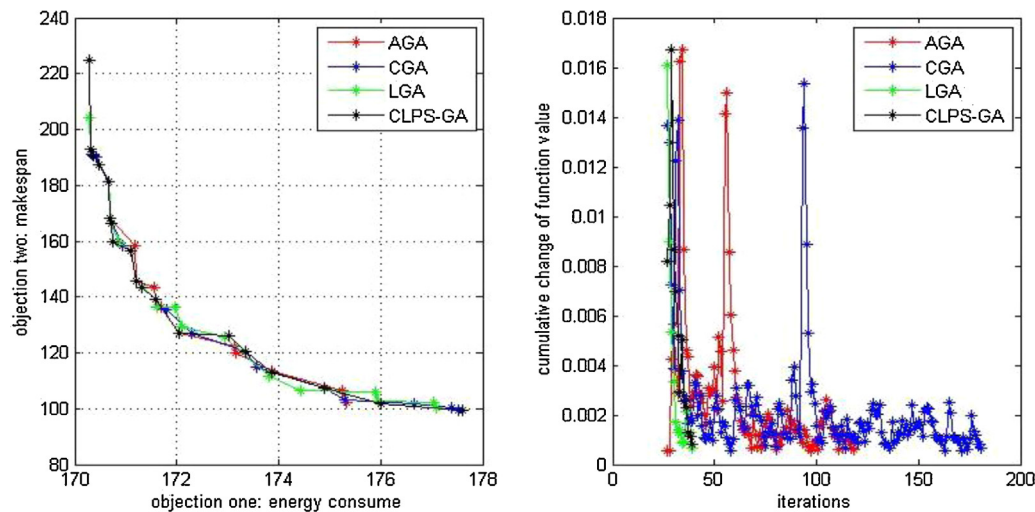 240
220
200
180
160
140
120
100
80
170
172
174
176
178
objection two: makespan
objection one: energy consume
AGA
CGA
LGA
CLPS-GA
0.018
0.016
0.014
0.012
0.01
0.008
0.006
0.004
0.002
0
0
50
100
150
200
cumulative change of function value
iterations
AGA
CGA
LGA
CLPS-GA